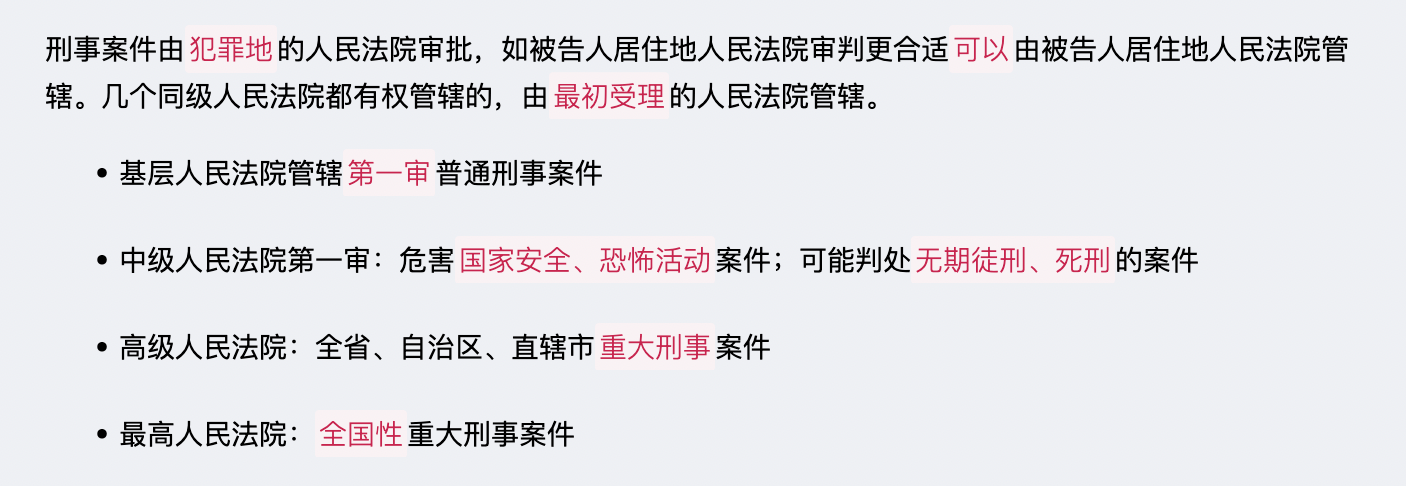 刑事案件由犯罪地的人民法院审批，如被告人居住地人民法院审判更合适可以由被告人居住地人民法院管
辖。几个同级人民法院都有权管辖的，由最初受理的人民法院管辖。
• 基层人民法院管辖第一审普通刑事案件
• 中级人民法院第一审：危害国家安全、恐怖活动案件；可能判处无期徒刑、死刑的案件
• 高级人民法院：全省、自治区、直辖市重大刑事案件
• 最高人民法院：全国性重大刑事案件